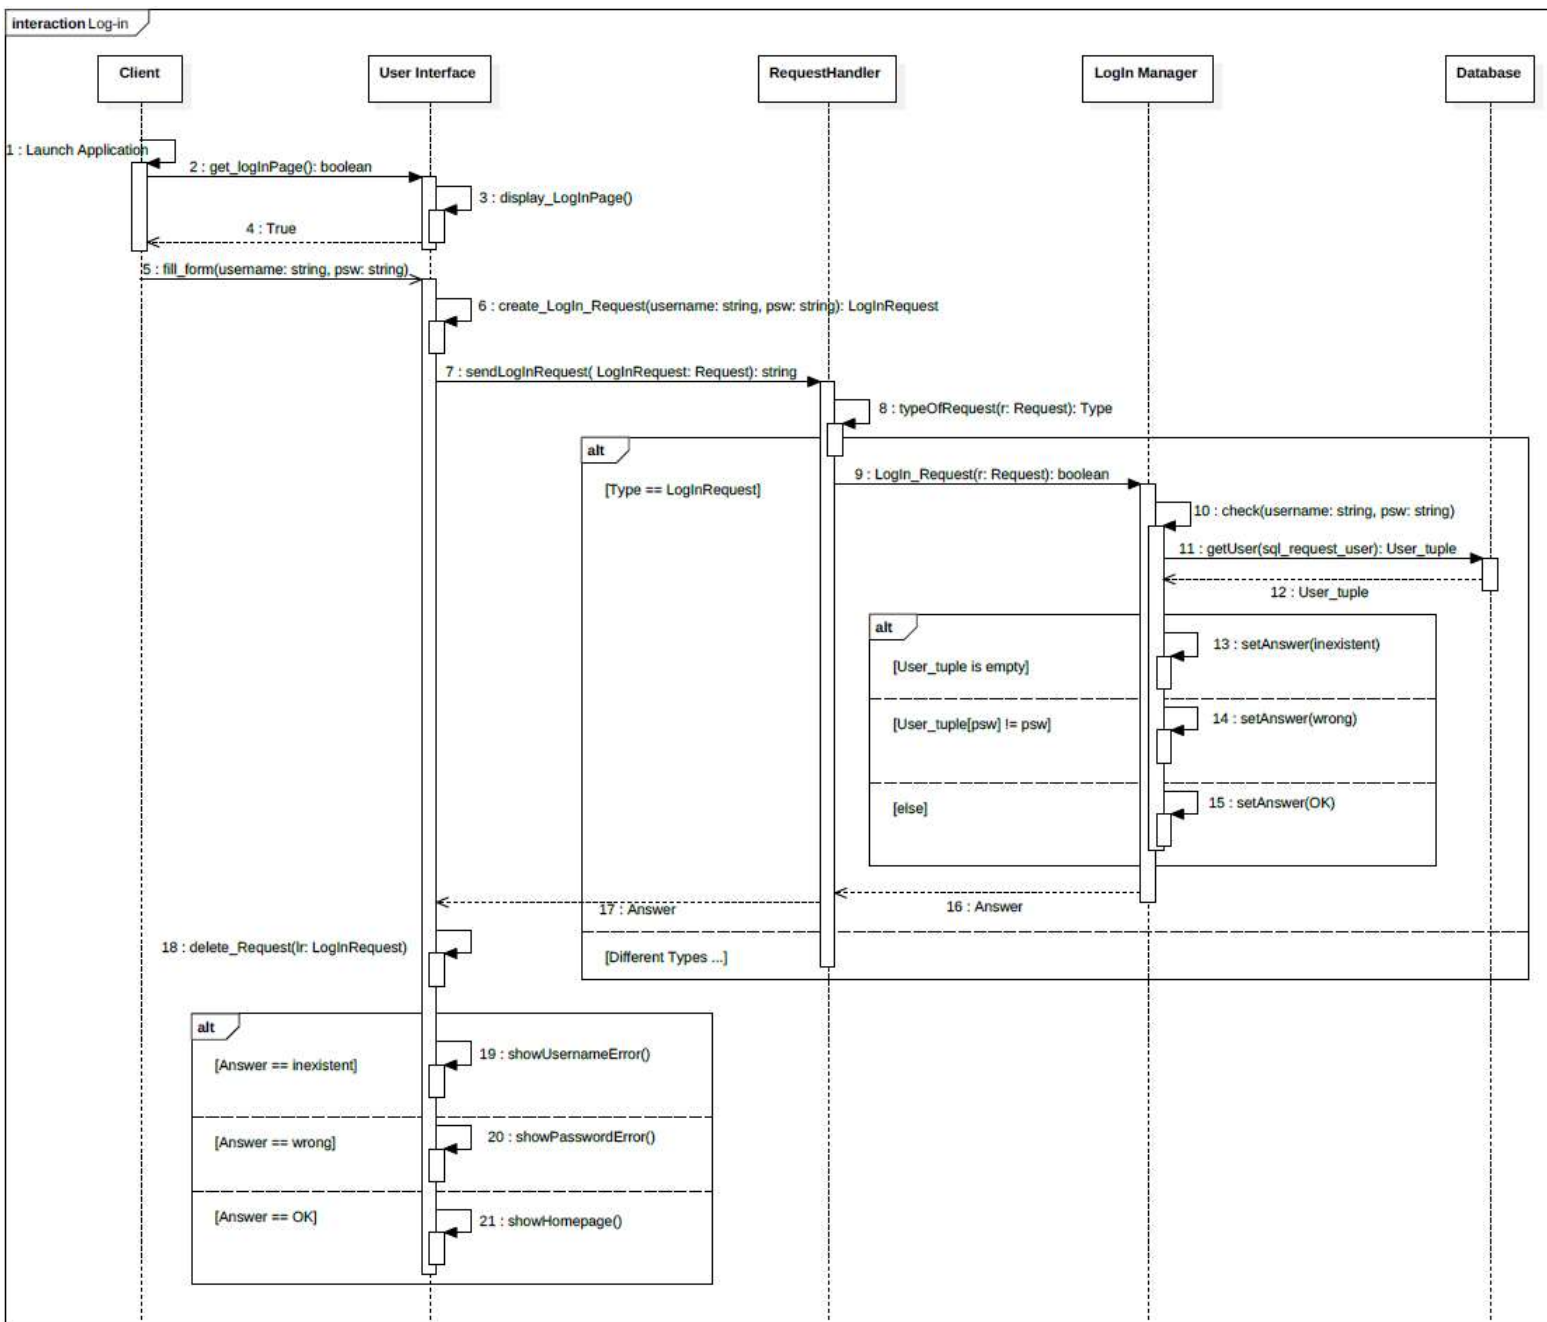 interaction Log-in
Client
User Interface
RequestHandler
LogIn Manager
Database
1 : Launch Application
2 : get_logInPage(): boolean
3 : display_LogInPage()
4 : True
5 : fill_form(username: string, psw: string)
6 : create_LogIn_Request(username: string, psw: string): LogInRequest
7 : sendLogInRequest( LogInRequest: Request): string
8 : typeOfRequest(r: Request): Type
alt
[Type == LogInRequest]
9 : LogIn_Request(r: Request): boolean
10 : check(username: string, psw: string)
11 : getUser(sql_request_user): User_tuple
12 : User_tuple
alt
[User_tuple is empty]
13 : setAnswer(inexistent)
[User_tuple[psw] != psw]
14 : setAnswer(wrong)
[else]
15 : setAnswer(OK)
16 : Answer
17 : Answer
18 : delete_Request(lr: LogInRequest)
[Different Types ...]
alt
[Answer == inexistent]
19 : showUsernameError()
[Answer == wrong]
20 : showPasswordError()
[Answer == OK]
21 : showHomepage()